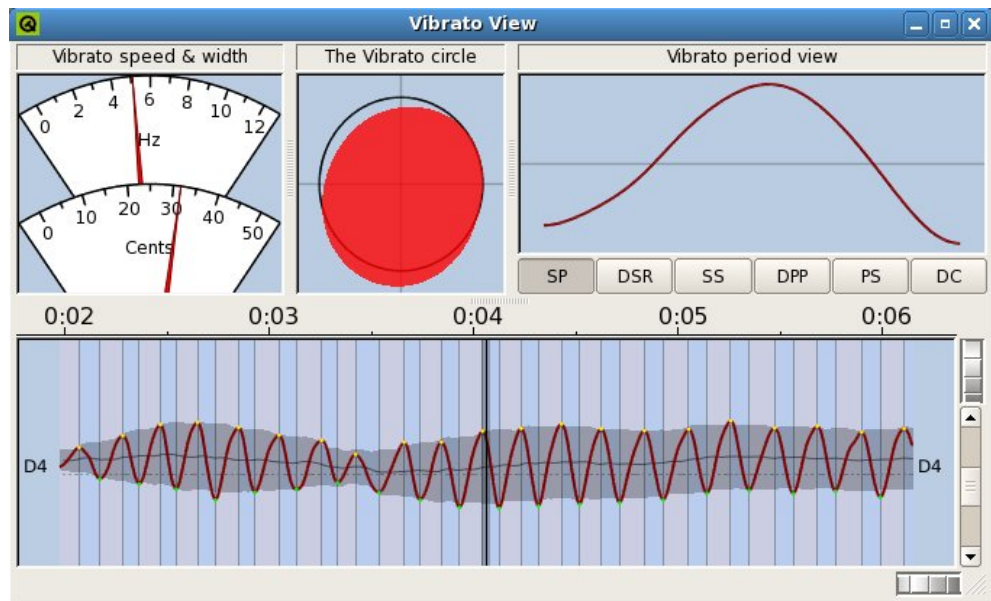 Vibrato View
Vibrato speed & width
The Vibrato circle
Vibrato period view
0 2 4 6 8 10 12
Hz
0 10 20 30 40 50
Cents
SP DSR SS DPP PS DC
0:02 0:03 0:04 0:05 0:06
D4 D4